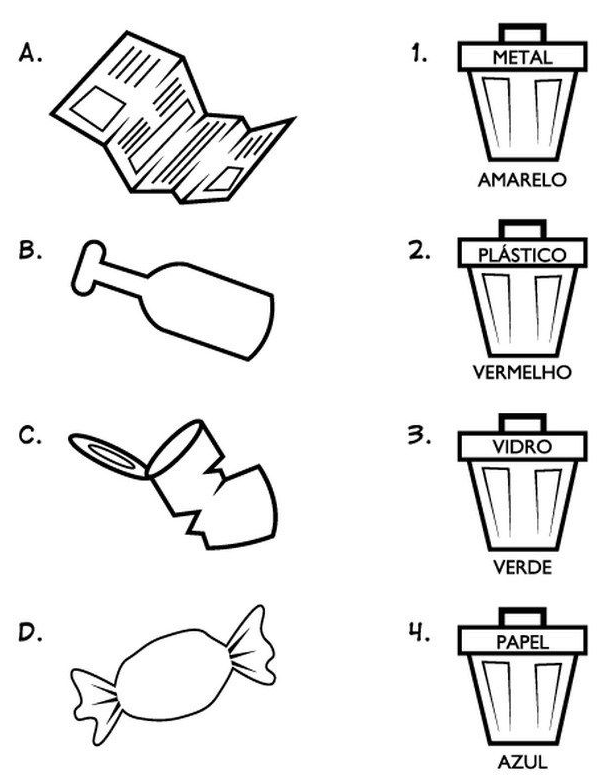 A.
1.
METAL
AMARELO
B.
2.
PLÁSTICO
VERMELHO
C.
3.
VIDRO
VERDE
D.
4.
PAPEL
AZUL